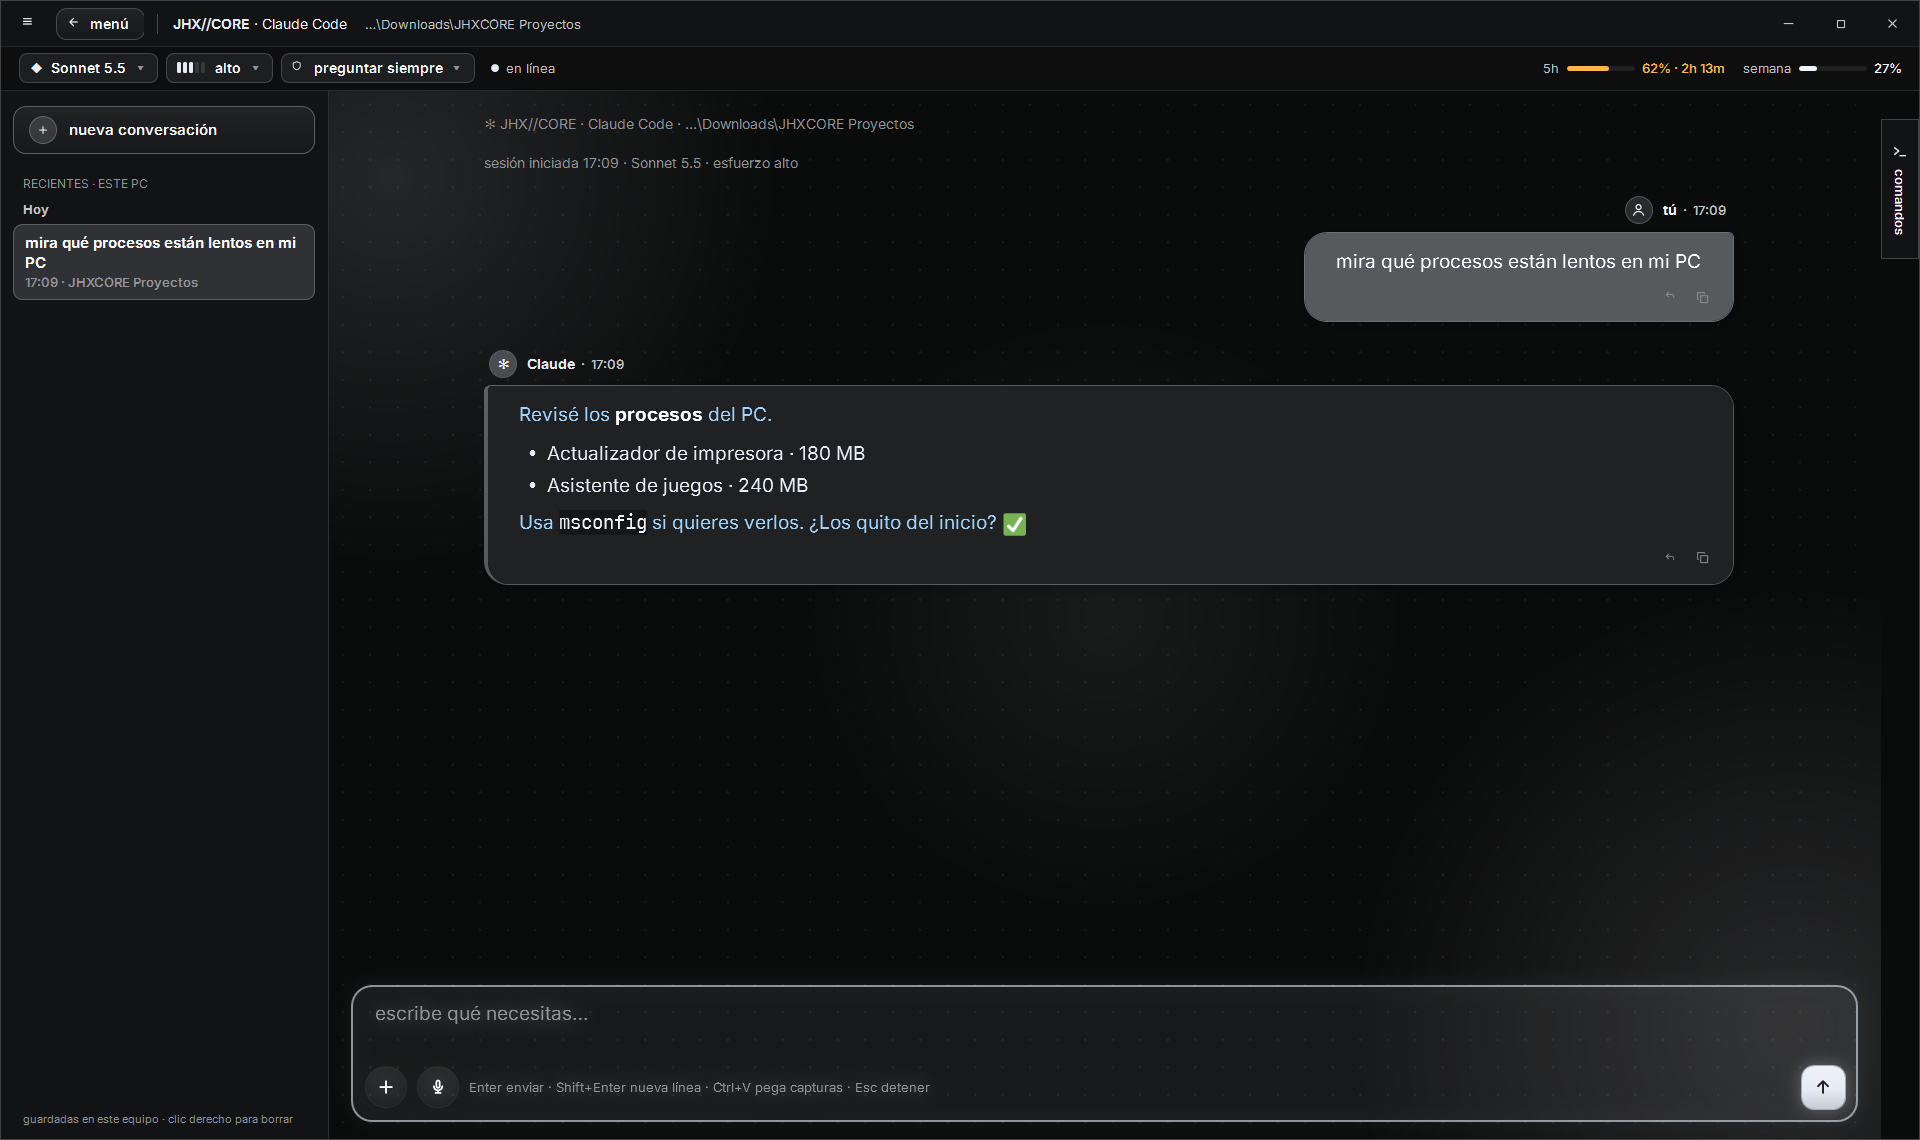 menú
JHX//CORE · Claude Code
...\Downloads\JHXCORE Proyectos
Sonnet 5.5
alto
preguntar siempre
en línea
5h
62% · 2h 13m
semana
27%
nueva conversación
RECIENTES · ESTE PC
Hoy
mira qué procesos están lentos en mi
PC
17:09 · JHXCORE Proyectos
guardadas en este equipo · clic derecho para borrar
✻ JHX//CORE · Claude Code · ...\Downloads\JHXCORE Proyectos
sesión iniciada 17:09 · Sonnet 5.5 · esfuerzo alto
tú · 17:09
mira qué procesos están lentos en mi PC
Claude · 17:09
Revisé los procesos del PC.
• Actualizador de impresora · 180 MB
• Asistente de juegos · 240 MB
Usa msconfig si quieres verlos. ¿Los quito del inicio? ✅
comandos
escribe qué necesitas...
Enter enviar · Shift+Enter nueva línea · Ctrl+V pega capturas · Esc detener